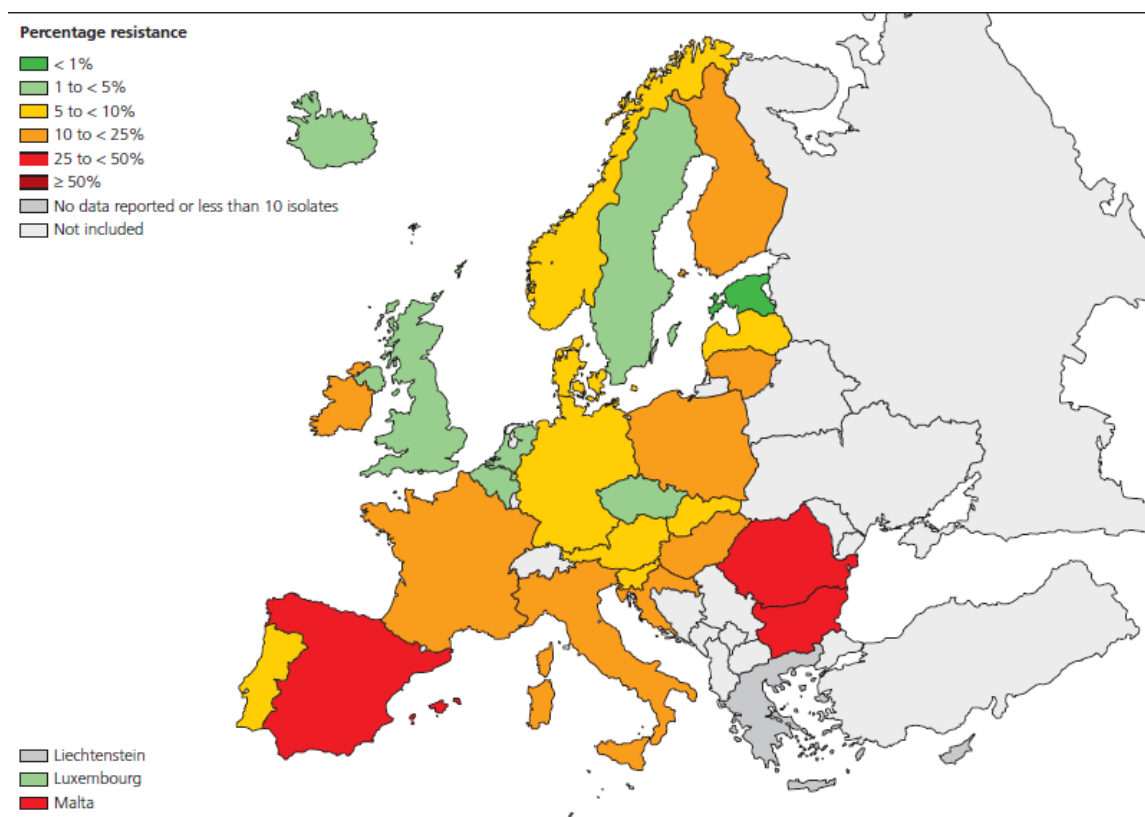 Percentage resistance
< 1%
1 to < 5%
5 to < 10%
10 to < 25%
25 to < 50%
≥ 50%
No data reported or less than 10 isolates
Not included
Liechtenstein
Luxembourg
Malta